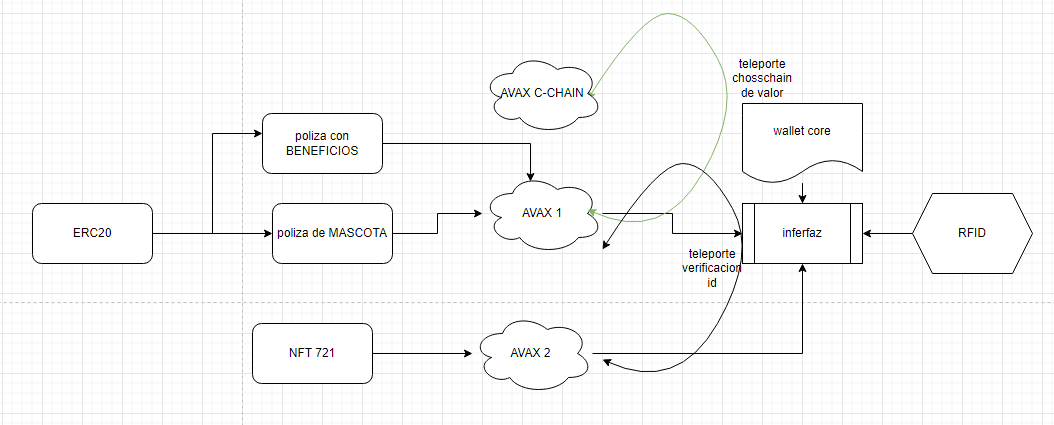 teleporte
chosschain
de valor
AVAX C-CHAIN
wallet core
poliza con
BENEFICIOS
ERC20
poliza de MASCOTA
AVAX 1
inferfaz
RFID
teleporte
verificacion
id
NFT 721
AVAX 2